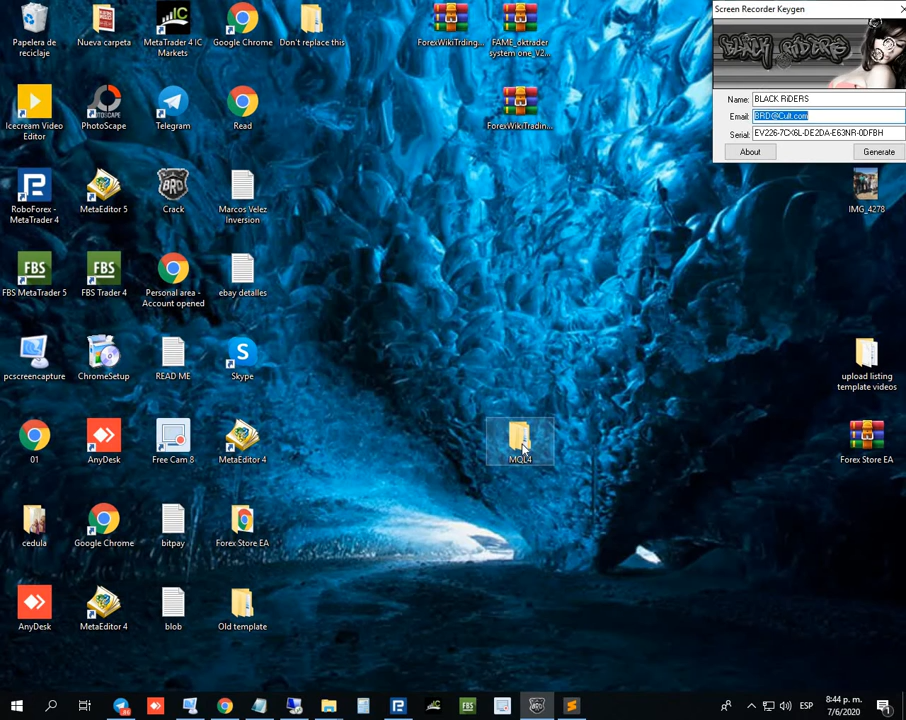 Screen Recorder Keygen
BLACK RiDERS
Name: BLACK RiDERS
Email: BRD@Cult.com
Serial: EV226-7CX6L-DE2DA-E63NR-0DFBH
About
Generate
Papelera de
reciclaje
Nueva carpeta
MetaTrader 4 IC
Markets
Google Chrome
Don't replace this
ForexWikiTrding...
FAME_oktrader
system one_V2...
Icecream Video
Editor
PhotoScape
Telegram
Read
ForexWikiTradin...
RoboForex -
MetaTrader 4
MetaEditor 5
Crack
Marcos Velez
inversion
IMG_4278
FBS MetaTrader 5
FBS Trader 4
Personal area -
Account opened
ebay detalles
pcscreencapture
ChromeSetup
READ ME
Skype
upload listing
template videos
01
AnyDesk
Free Cam 8
MetaEditor 4
MQL4
Forex Store EA
cedula
Google Chrome
bitpay
Forex Store EA
AnyDesk
MetaEditor 4
blob
Old template
ESP
8:44 p. m.
7/6/2020